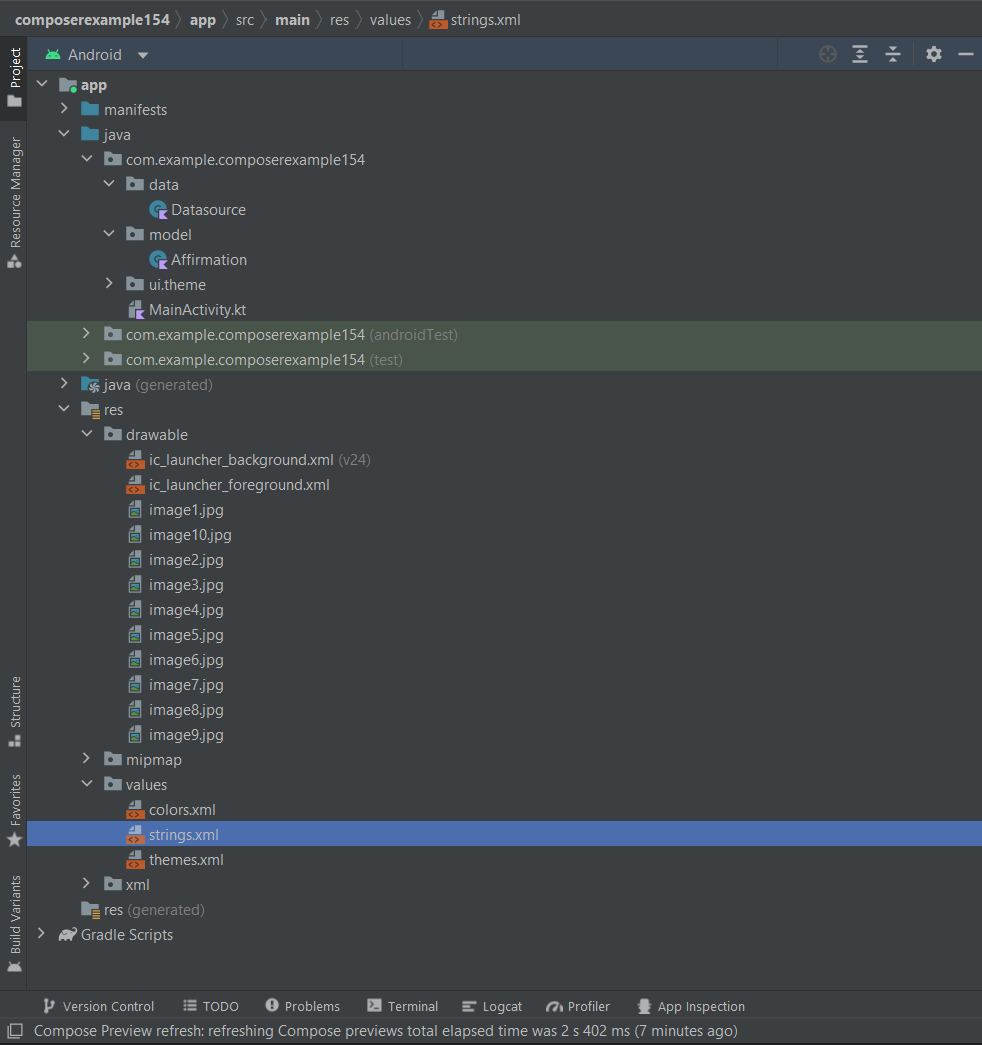 composerexample154 app src main res values strings.xml
Android
Project
app
manifests
java
com.example.composerexample154
data
Datasource
model
Affirmation
ui.theme
MainActivity.kt
com.example.composerexample154 (androidTest)
com.example.composerexample154 (test)
java (generated)
res
drawable
ic_launcher_background.xml (v24)
ic_launcher_foreground.xml
image1.jpg
image10.jpg
image2.jpg
image3.jpg
image4.jpg
image5.jpg
image6.jpg
image7.jpg
image8.jpg
image9.jpg
mipmap
values
colors.xml
strings.xml
themes.xml
xml
res (generated)
Gradle Scripts
Resource Manager
Structure
Favorites
Build Variants
Version Control TODO Problems Terminal Logcat Profiler App Inspection
Compose Preview refresh: refreshing Compose previews total elapsed time was 2 s 402 ms (7 minutes ago)